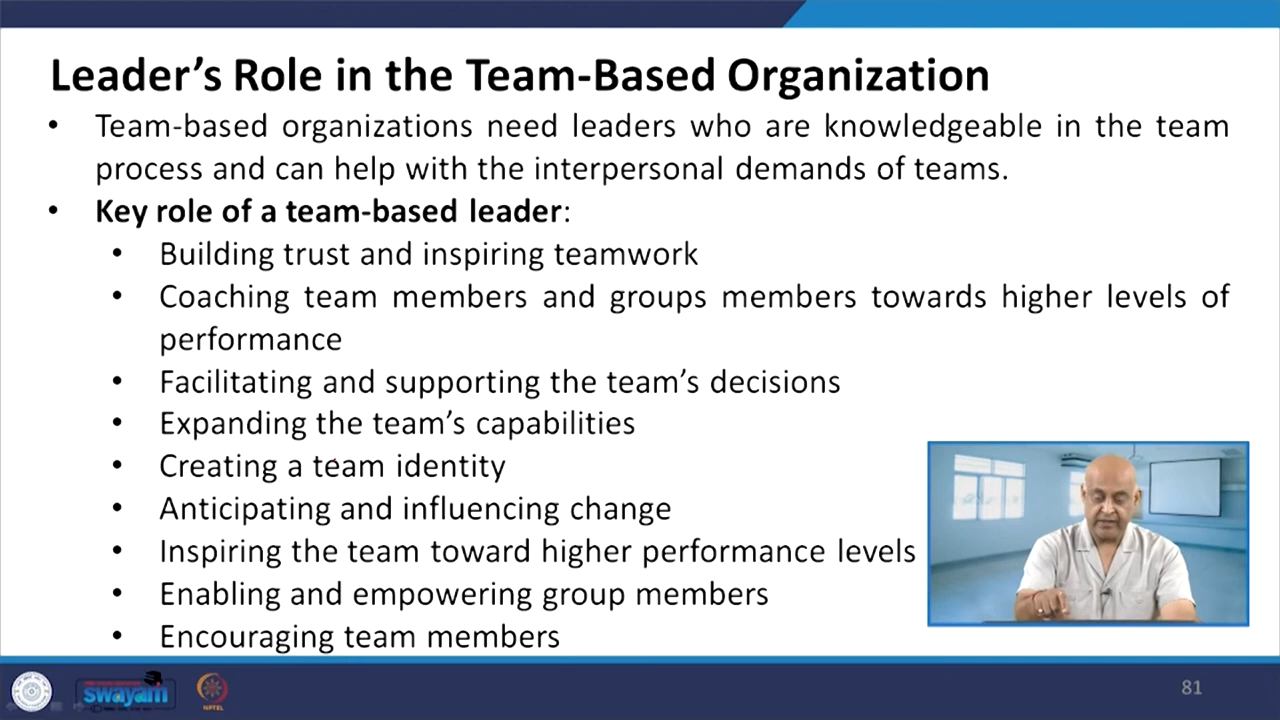 Leader’s Role in the Team-Based Organization
• Team-based organizations need leaders who are knowledgeable in the team
process and can help with the interpersonal demands of teams.
• Key role of a team-based leader:
• Building trust and inspiring teamwork
• Coaching team members and groups members towards higher levels of
performance
• Facilitating and supporting the team’s decisions
• Expanding the team’s capabilities
• Creating a team identity
• Anticipating and influencing change
• Inspiring the team toward higher performance levels
• Enabling and empowering group members
• Encouraging team members
swayam
NPTEL
81